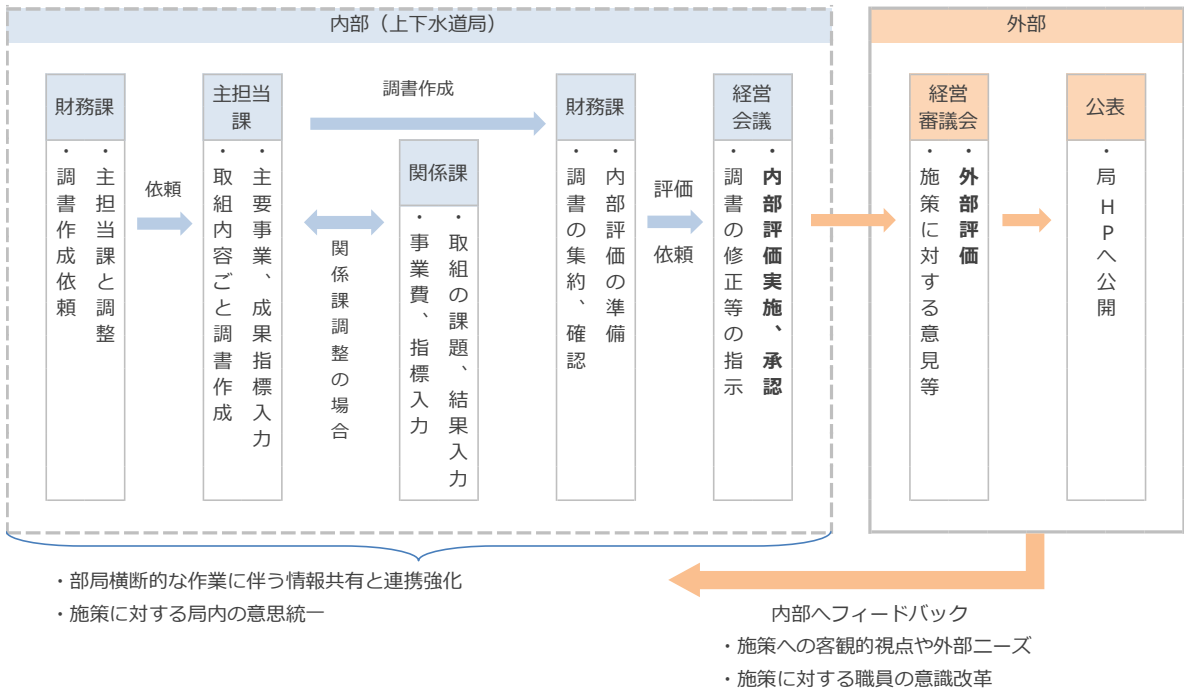 内部（上下水道局）
外部
財務課
・主担当課と調整
・調書作成依頼
依頼
主担当
課
・主要事業、成果指標入力
・取組内容ごと調書作成
調書作成
関係課調整の場合
関係課
・取組の課題、結果入力
・事業費、指標入力
財務課
・内部評価の準備
・調書の集約、確認
評価
依頼
経営
会議
・内部評価実施、承認
・調書の修正等の指示
経営
審議会
・外部評価
・施策に対する意見等
公表
・局HPへ公開
・部局横断的な作業に伴う情報共有と連携強化
・施策に対する局内の意思統一
内部へフィードバック
・施策への客観的視点や外部ニーズ
・施策に対する職員の意識改革